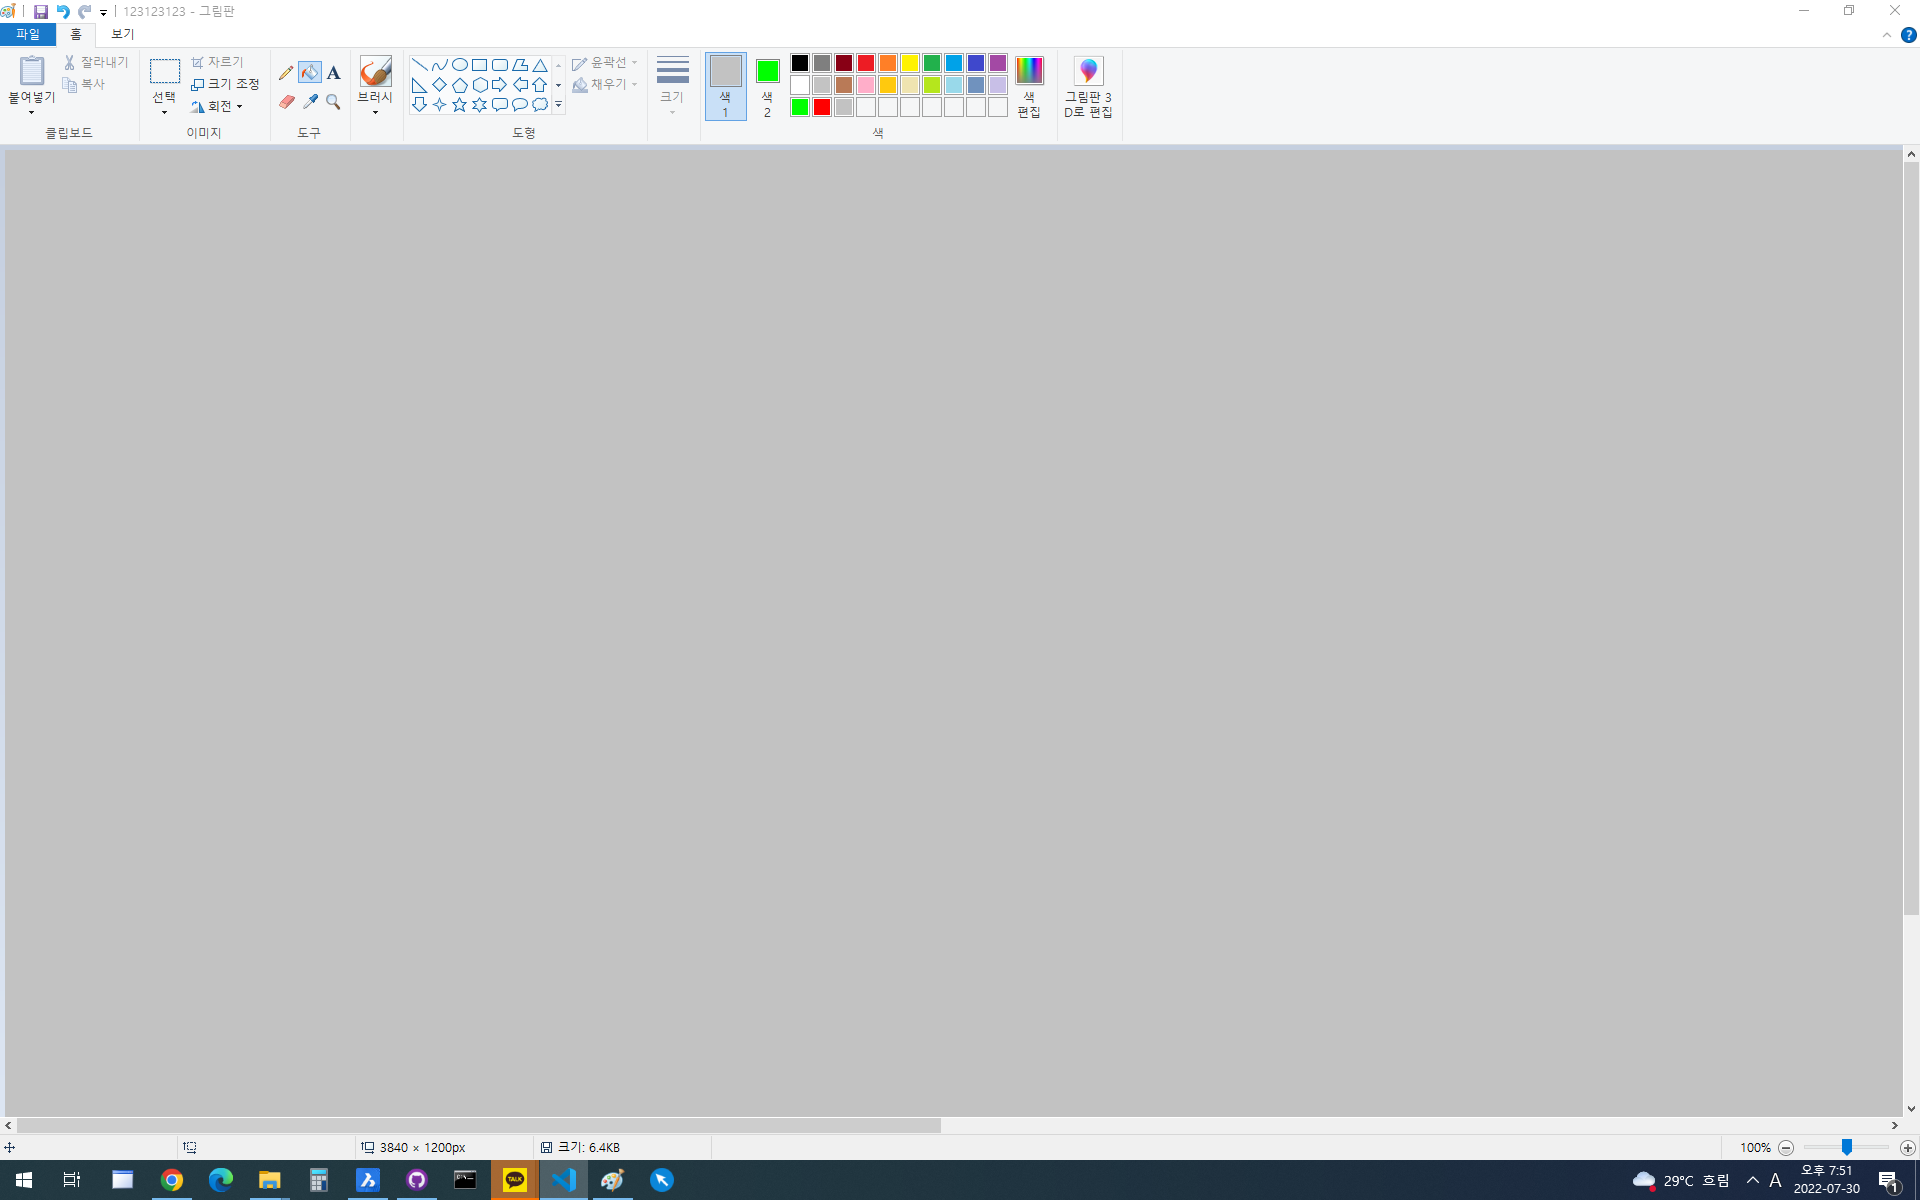 123123123 - 그림판
파일 홈 보기
붙여넣기
잘라내기
복사
클립보드
선택
자르기
크기 조정
회전
이미지
A
도구
브러시
윤곽선
채우기
도형
크기
색
1
색
2
색
편집
색
그림판 3
D로 편집
3840 × 1200px
크기: 6.4KB
100%
TALK
29°C 흐림
A
오후 7:51
2022-07-30
1